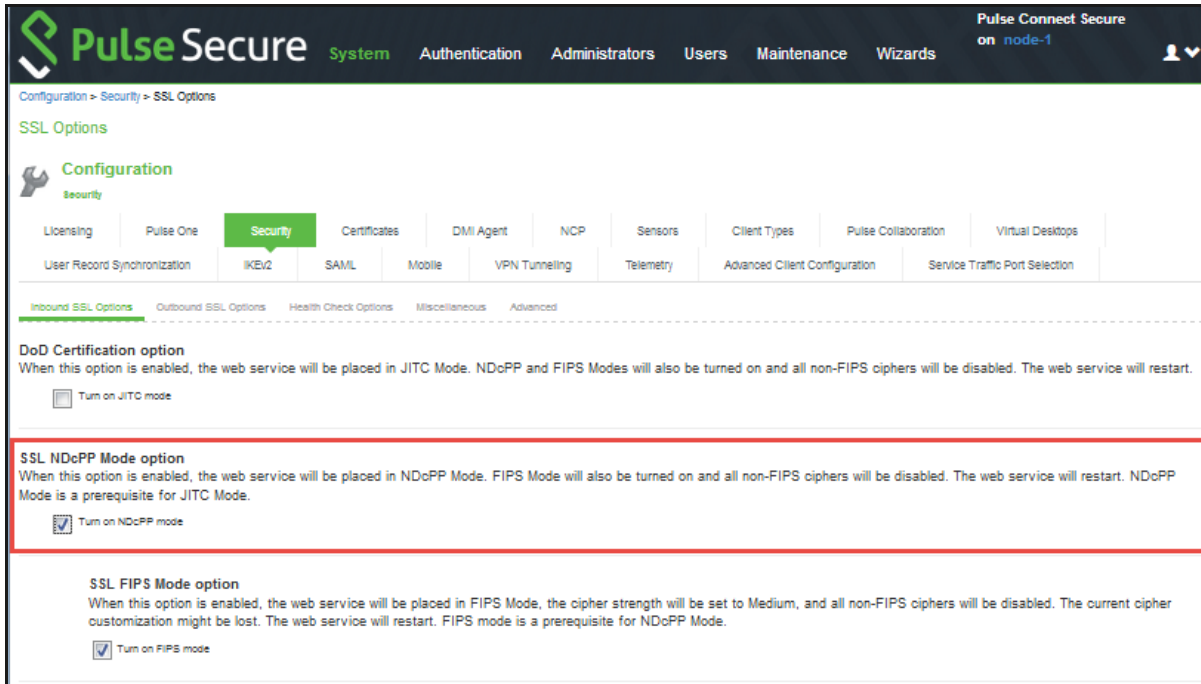 Pulse Secure
System Authentication Administrators Users Maintenance Wizards
Pulse Connect Secure
on node-1
Configuration > Security > SSL Options
SSL Options
Configuration
Security
Licensing Pulse One Security Certificates DMI Agent NCP Sensors Client Types Pulse Collaboration Virtual Desktops
User Record Synchronization IKEv2 SAML Mobile VPN Tunneling Telemetry Advanced Client Configuration Service Traffic Port Selection
Inbound SSL Options Outbound SSL Options Health Check Options Miscellaneous Advanced
DoD Certification option
When this option is enabled, the web service will be placed in JITC Mode. NDcPP and FIPS Modes will also be turned on and all non-FIPS ciphers will be disabled. The web service will restart.
Turn on JITC mode
SSL NDcPP Mode option
When this option is enabled, the web service will be placed in NDcPP Mode. FIPS Mode will also be turned on and all non-FIPS ciphers will be disabled. The web service will restart. NDcPP
Mode is a prerequisite for JITC Mode.
Turn on NDcPP mode
SSL FIPS Mode option
When this option is enabled, the web service will be placed in FIPS Mode, the cipher strength will be set to Medium, and all non-FIPS ciphers will be disabled. The current cipher
customization might be lost. The web service will restart. FIPS mode is a prerequisite for NDcPP Mode.
Turn on FIPS mode